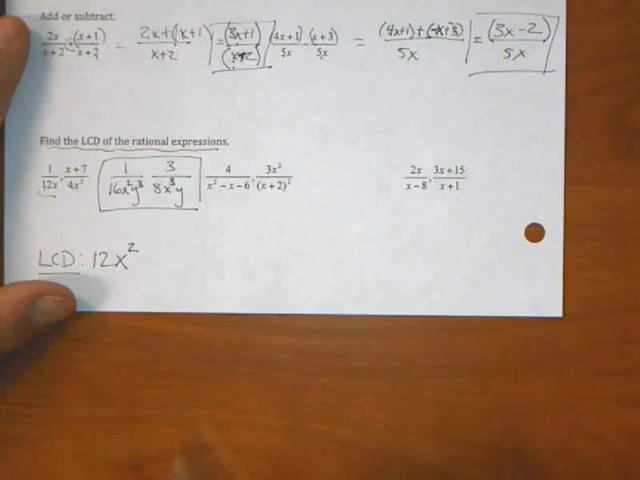 Add or subtract:
2x/x+2 + (x+1)/x+2 = 2x+(x+1)/x+2 = (3x+1)/(x+2) 4x+1/5x - (x+3)/5x = (4x+1)+(-x+3)/5x = (3x-2)/5x
Find the LCD of the rational expressions.
1/12x, x+7/4x² 1/16x²y³ 3/8x³y 4/x²-x-6, 3x²/(x+2)² 2x/x-8, 3x+15/x+1
LCD: 12x²